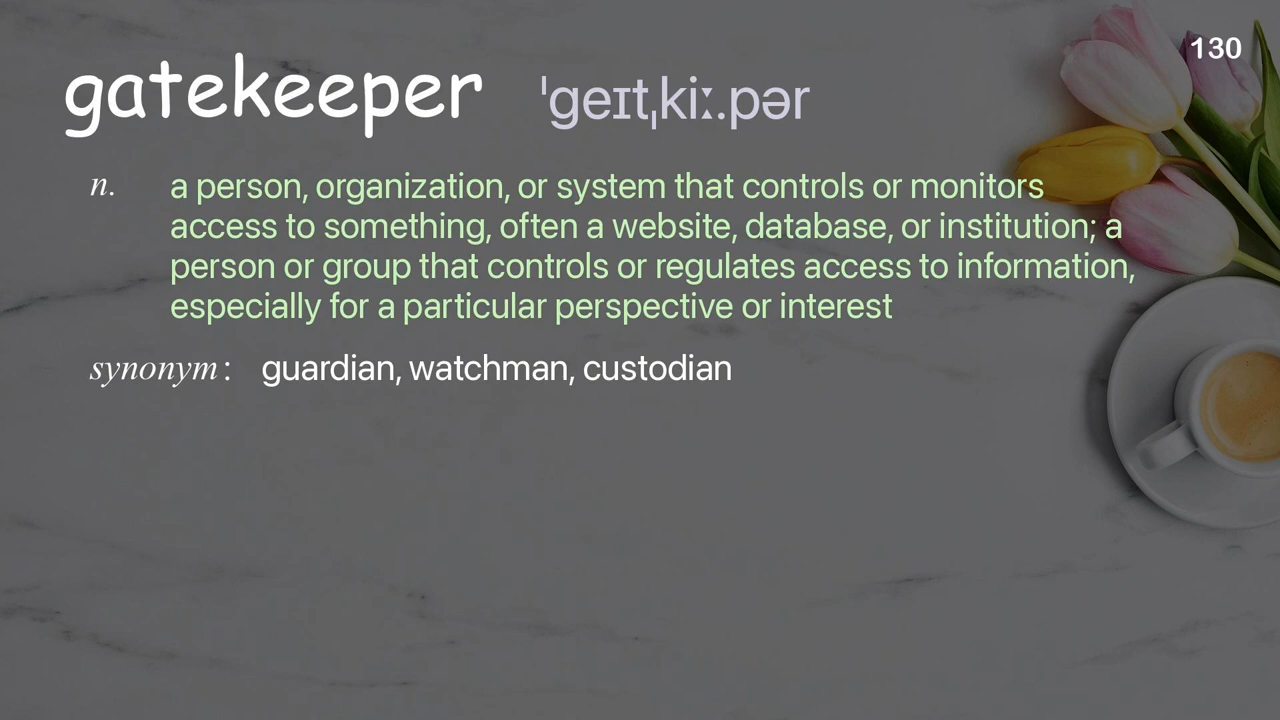 130
gatekeeper ˈɡeɪtˌkiː.pər
n. a person, organization, or system that controls or monitors
access to something, often a website, database, or institution; a
person or group that controls or regulates access to information,
especially for a particular perspective or interest
synonym : guardian, watchman, custodian